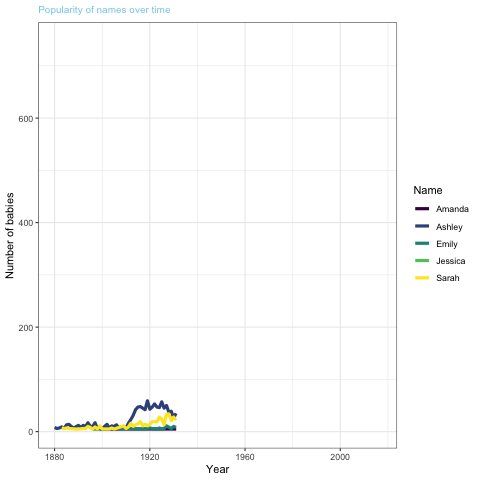 Popularity of names over time
Number of babies
600
400
200
0
1880
1920
1960
2000
Year
Name
Amanda
Ashley
Emily
Jessica
Sarah